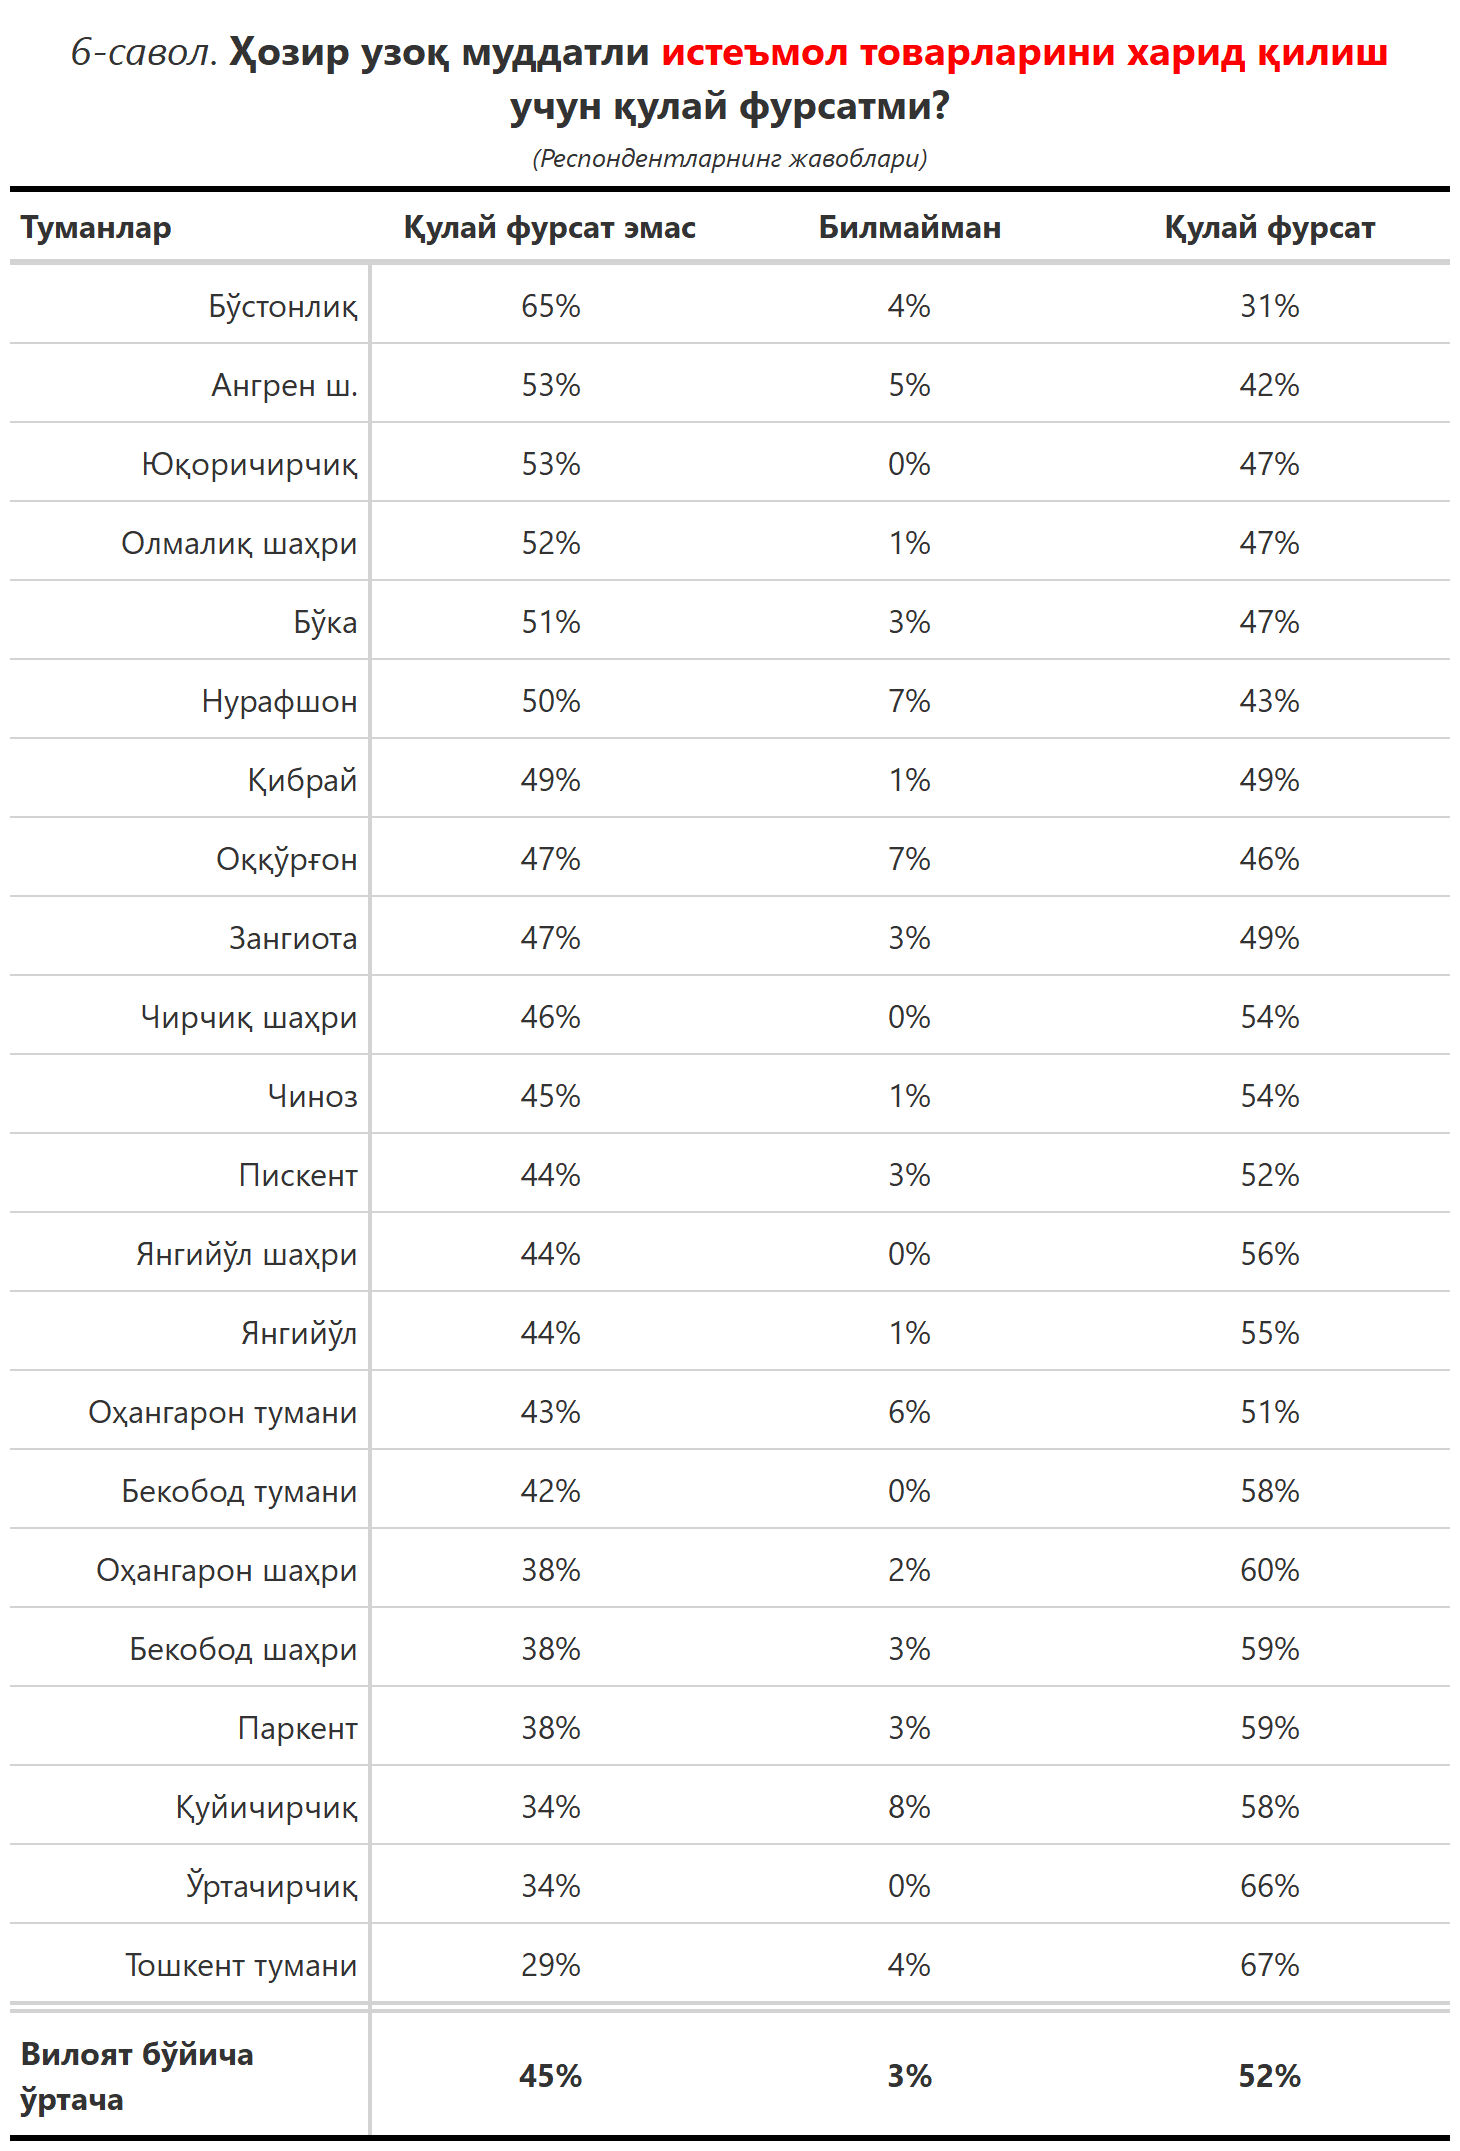 6-савол. Ҳозир узоқ муддатли истеъмол товарларини харид қилиш
учун қулай фурсатми?
(Респондентларнинг жавоблари)
Туманлар Қулай фурсат эмас Билмайман Қулай фурсат
Бўстонлиқ 65% 4% 31%
Ангрен ш. 53% 5% 42%
Юқоричирчиқ 53% 0% 47%
Олмалиқ шаҳри 52% 1% 47%
Бўка 51% 3% 47%
Нурафшон 50% 7% 43%
Қибрай 49% 1% 49%
Оққўрғон 47% 7% 46%
Зангиота 47% 3% 49%
Чирчиқ шаҳри 46% 0% 54%
Чиноз 45% 1% 54%
Пискент 44% 3% 52%
Янгийўл шаҳри 44% 0% 56%
Янгийўл 44% 1% 55%
Оҳангарон тумани 43% 6% 51%
Бекобод тумани 42% 0% 58%
Оҳангарон шаҳри 38% 2% 60%
Бекобод шаҳри 38% 3% 59%
Паркент 38% 3% 59%
Қуйичирчиқ 34% 8% 58%
Ўртачирчиқ 34% 0% 66%
Тошкент тумани 29% 4% 67%
Вилоят бўйича
ўртача 45% 3% 52%